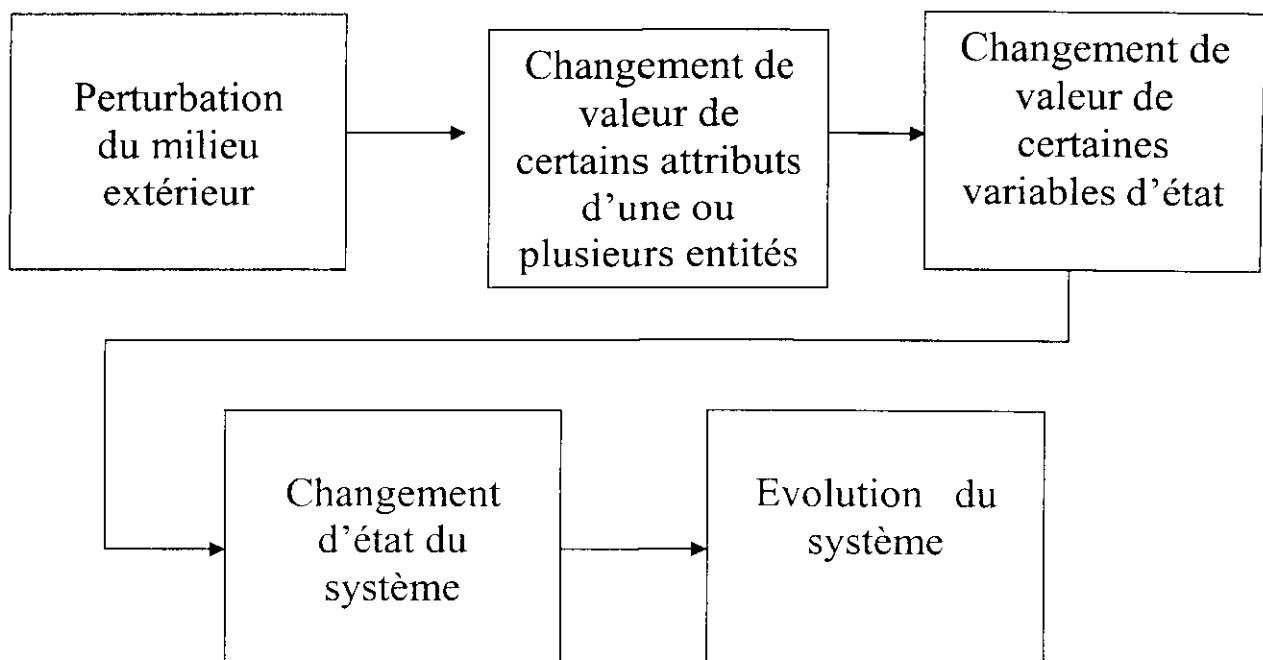 Perturbation
du milieu
extérieur
Changement de
valeur de
certains attributs
d'une ou
plusieurs entités
Changement de
valeur de
certaines
variables d'état
Changement
d'état du
système
Evolution du
système